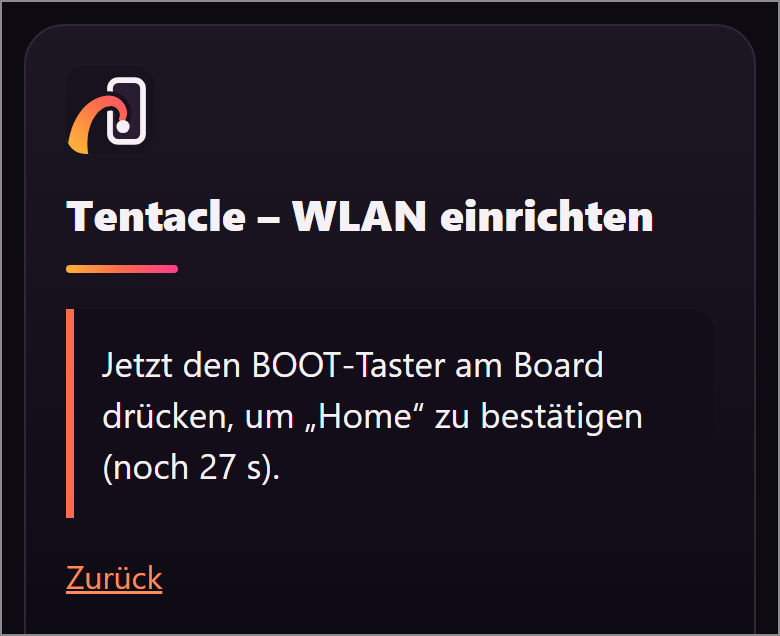 Tentacle – WLAN einrichten
Jetzt den BOOT-Taster am Board
drücken, um „Home“ zu bestätigen
(noch 27 s).
Zurück